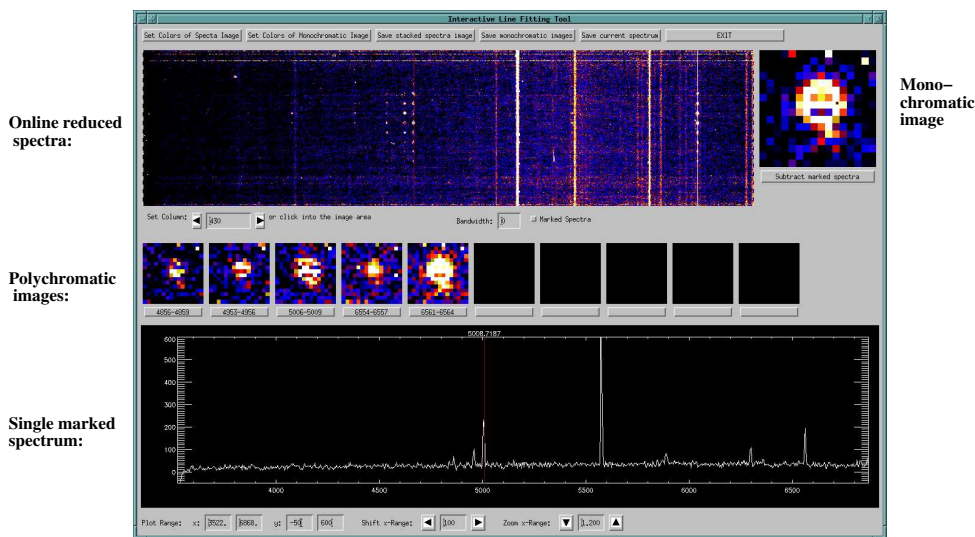 Interactive Line Fitting Tool
Set Colors of Specta Image
Set Colors of Monochromatic Image
Save stacked spectra image
Save monochromatic images
Save current spectrum
EXIT
Mono-
chromatic
image
Online reduced
spectra:
Subtract marked spectra
Set Column:
430
or click into the image area
Bandwidth:
0
Marked Spectra
Polychromatic
images:
4856-4859
4953-4956
5006-5009
6554-6557
6561-6564
5008.7187
600
500
400
300
200
100
0
Single marked
spectrum:
4000
4500
5000
5500
6000
6500
Plot Range:
x:
3522.
6868.
y:
-50
600
Shift x-Range:
100
Zoom x-Range:
1.200